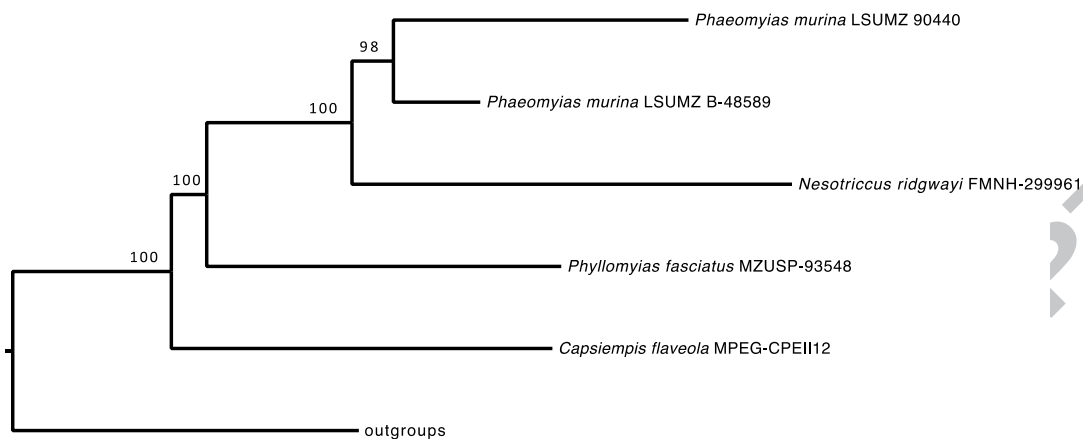 Phaeomyias murina LSUMZ 90440
98
Phaeomyias murina LSUMZ B-48589
100
Nesotriccus ridgwayi FMNH-299961
100
100
Phyllomyias fasciatus MZUSP-93548
Capsiempis flaveola MPEG-CPEII12
outgroups